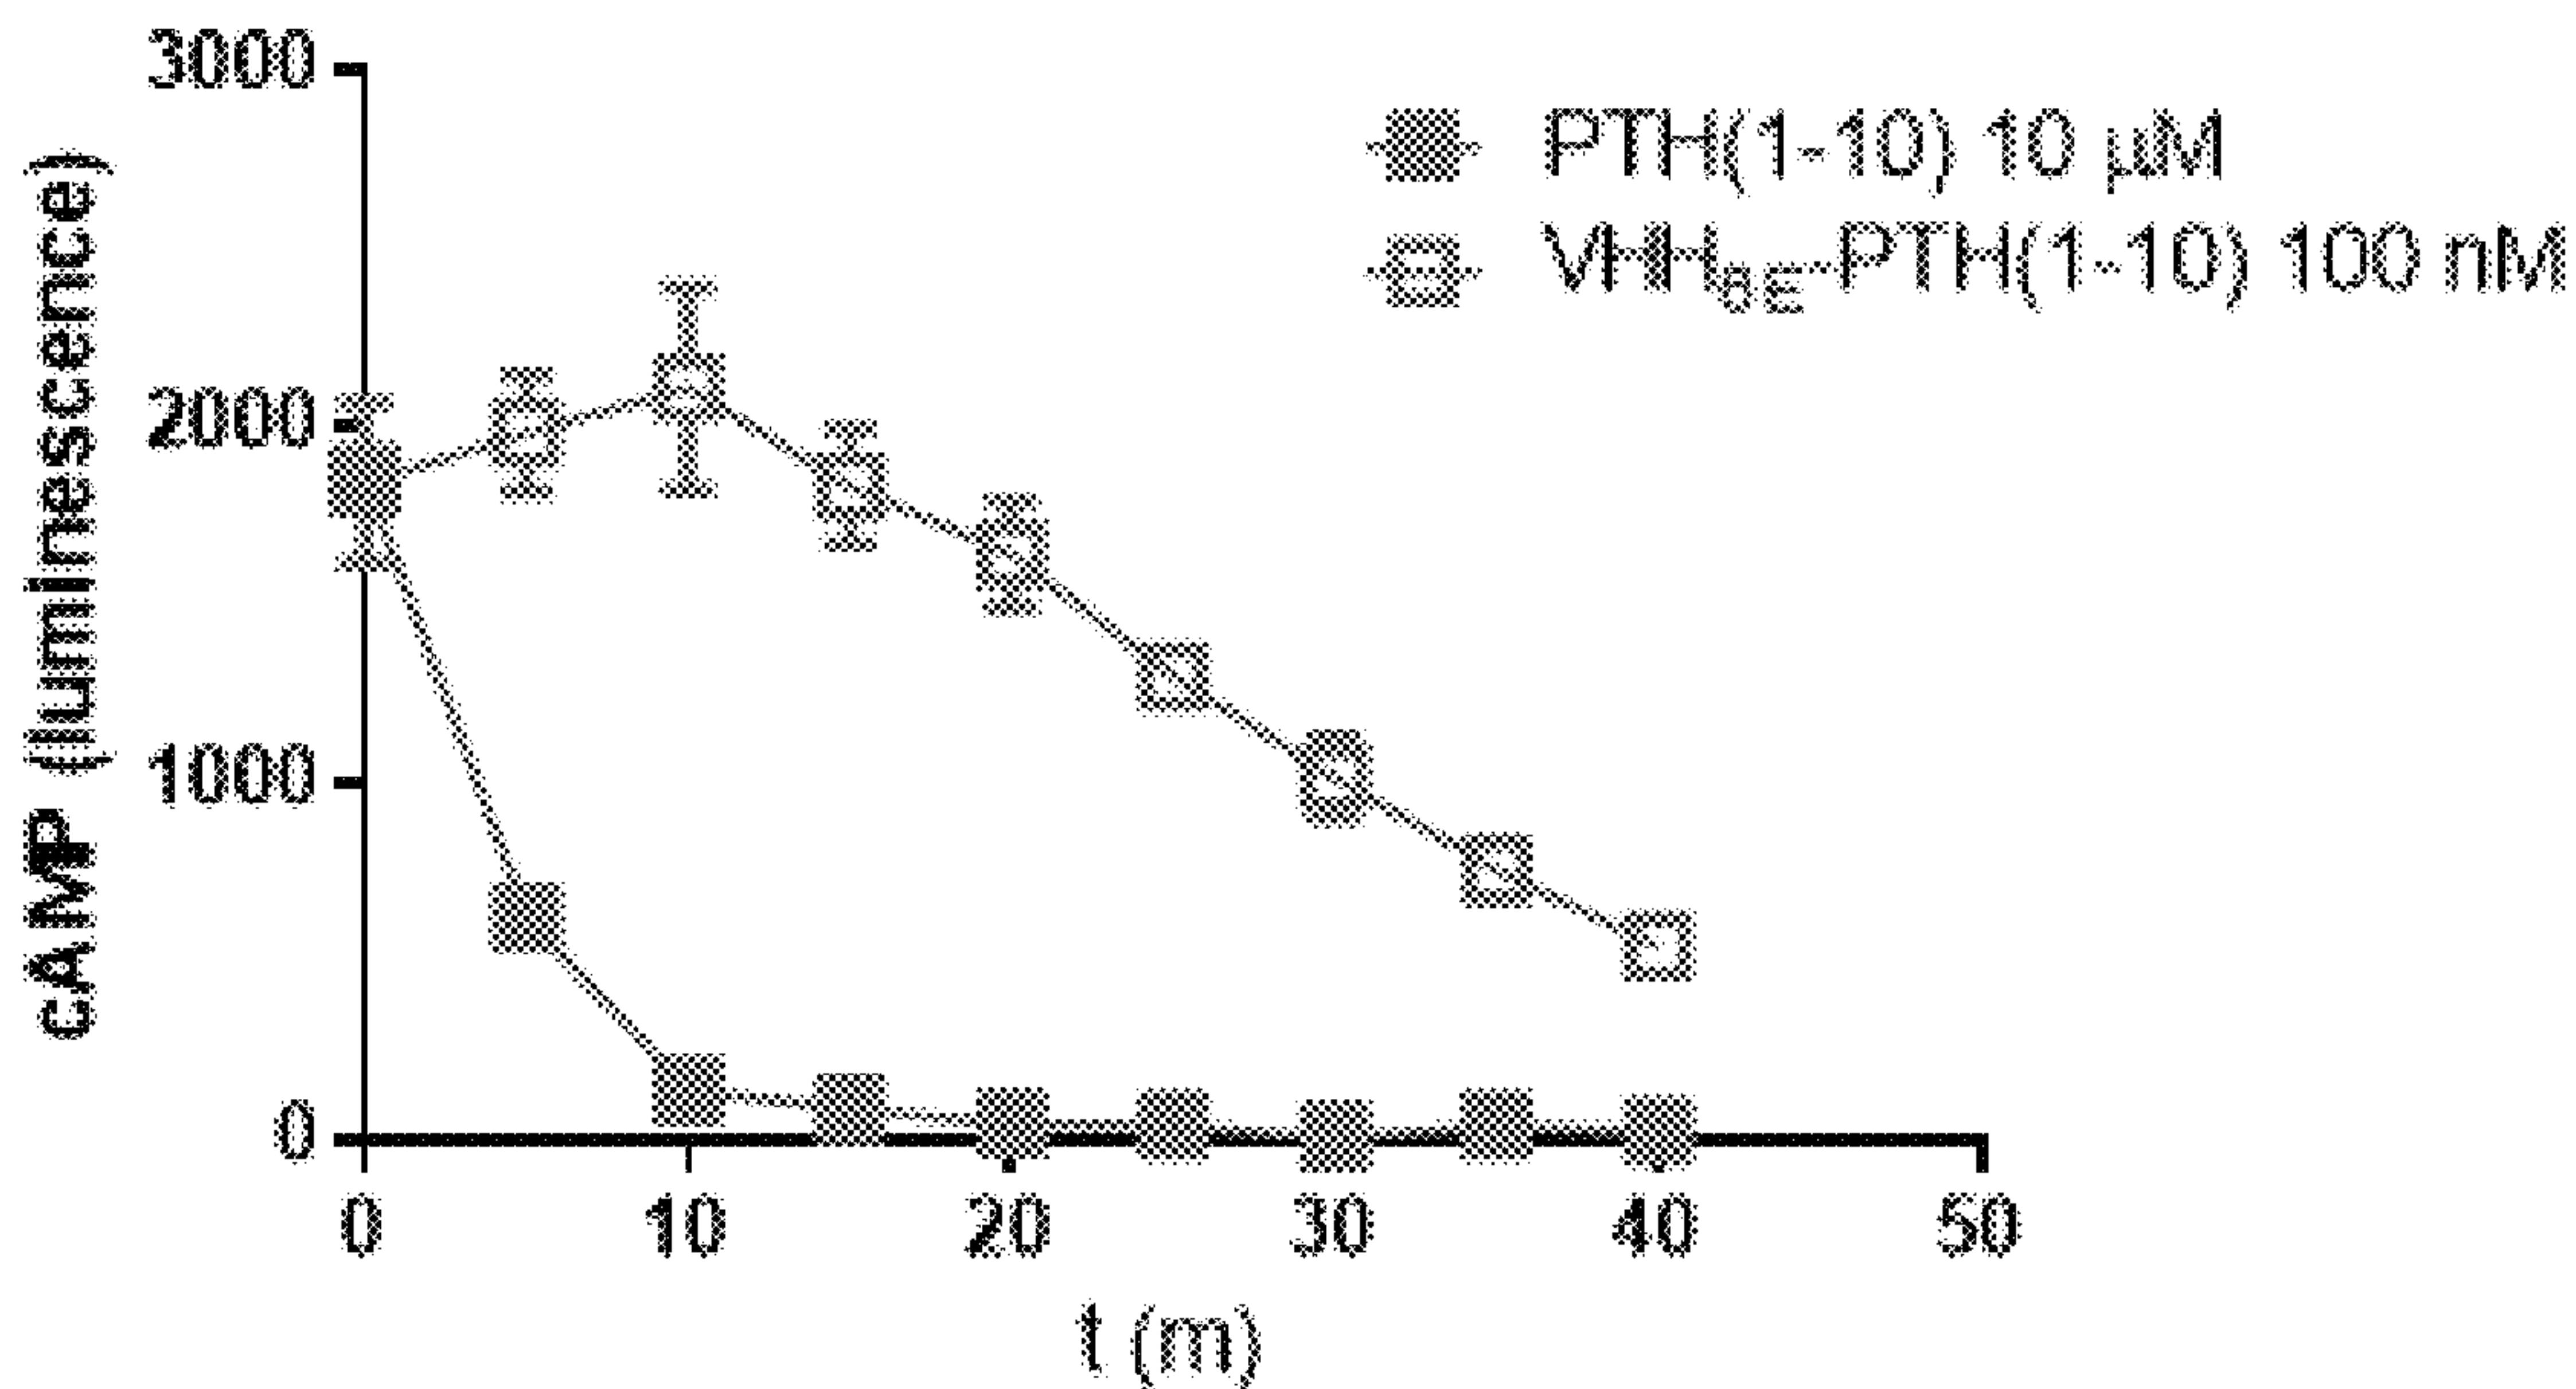 3000
2000
1000
0
cAMP (luminescence)
PTH(1-10) 10 μM
VHH6E-PTH(1-10) 100 nM
0 10 20 30 40 50
t (m)